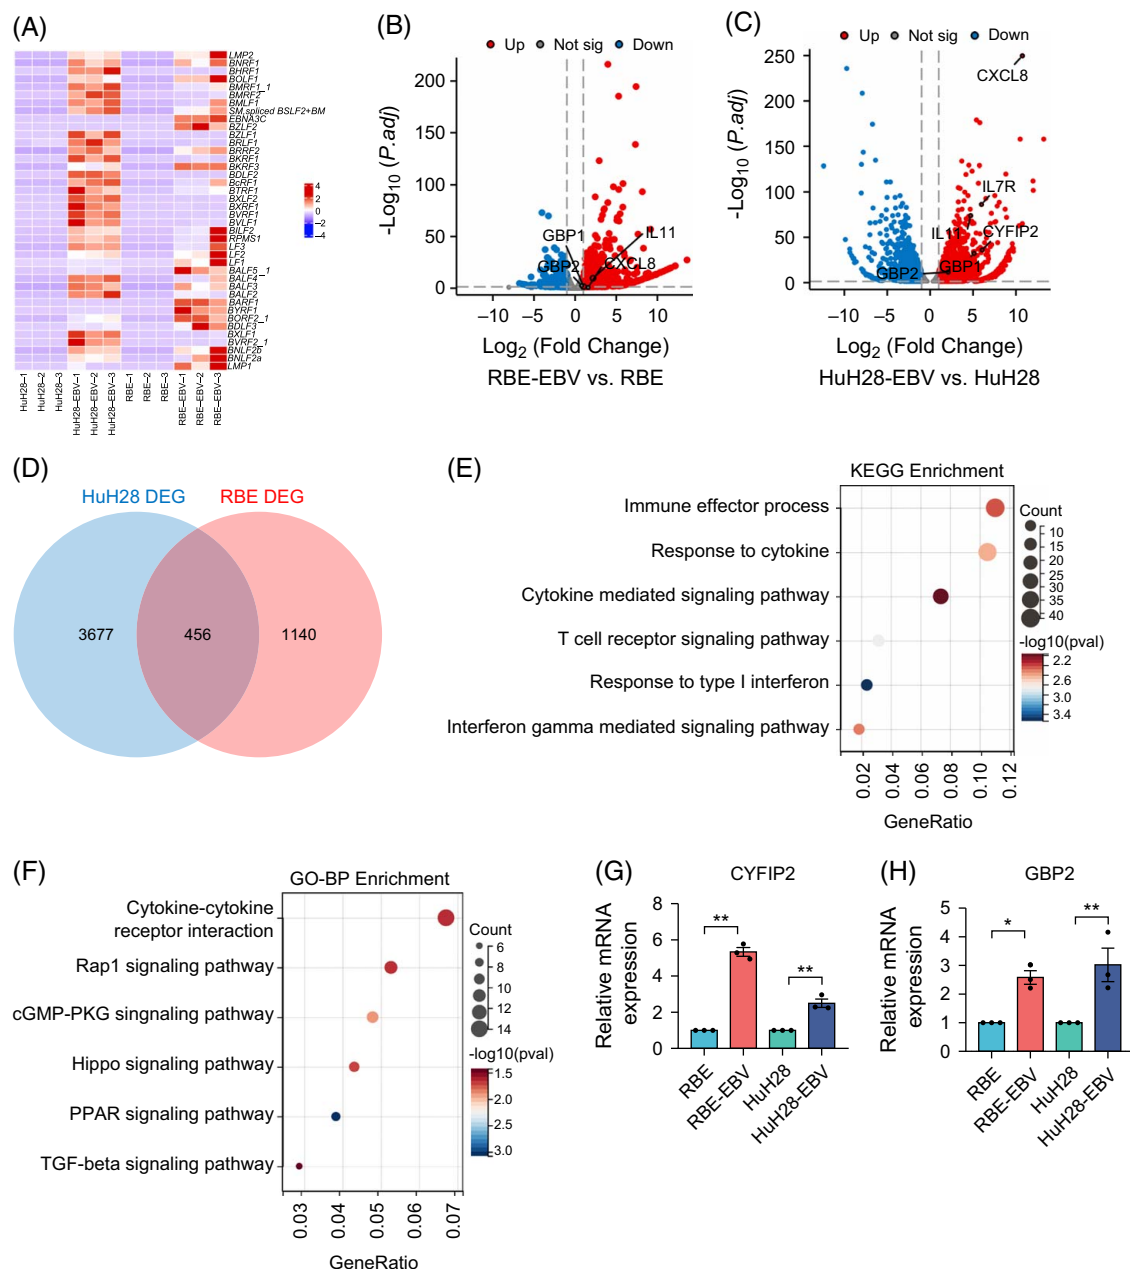 (A)
LMP2
BNRF1
BHRF1
BOLF1
BMRF1_1
BMRF2
BMLF1
SM.spliced BSLF2+BM
EBNA3C
BZLF2
BZLF1
BRLF1
BRRF2
BKRF1
BKRF3
BDLF2
BcRF1
BTRF1
BXLF2
BXRF1
BVRF1
BVLF1
BILF2
RPMS1
LF3
LF2
LF1
BALF5_1
BALF4
BALF3
BALF2
BARF1
BYRF1
BORF2_1
BDLF3
BXLF1
BVRF2_1
BNLF2b
BNLF2a
LMP1
4
2
0
−2
−4
HuH28−1
HuH28−2
HuH28−3
HuH28−EBV−1
HuH28−EBV−2
HuH28−EBV−3
RBE−1
RBE−2
RBE−3
RBE−EBV−1
RBE−EBV−2
RBE−EBV−3
(B)
Up
Not sig
Down
-Log10 (P.adj)
200
150
100
50
0
GBP1
IL11
GBP2
CXCL8
−10
−5
0
5
10
Log2 (Fold Change)
RBE-EBV vs. RBE
(C)
Up
Not sig
Down
-Log10 (P.adj)
250
200
150
100
50
0
CXCL8
IL7R
IL11
CYFIP2
GBP2
GBP1
−10
−5
0
5
10
Log2 (Fold Change)
HuH28-EBV vs. HuH28
(D)
HuH28 DEG
RBE DEG
3677
456
1140
(E)
KEGG Enrichment
Immune effector process
Response to cytokine
Cytokine mediated signaling pathway
T cell receptor signaling pathway
Response to type I interferon
Interferon gamma mediated signaling pathway
0.02
0.04
0.06
0.08
0.10
0.12
GeneRatio
Count
10
15
20
25
30
35
40
-log10(pval)
2.2
2.6
3.0
3.4
(F)
GO-BP Enrichment
Cytokine-cytokine
receptor interaction
Rap1 signaling pathway
cGMP-PKG singnaling pathway
Hippo signaling pathway
PPAR signaling pathway
TGF-beta signaling pathway
0.03
0.04
0.05
0.06
0.07
GeneRatio
Count
6
8
10
12
14
-log10(pval)
1.5
2.0
2.5
3.0
(G)
CYFIP2
Relative mRNA
expression
8
6
4
2
0
**
**
RBE
RBE-EBV
HuH28
HuH28-EBV
(H)
GBP2
Relative mRNA
expression
5
4
3
2
1
0
*
**
RBE
RBE-EBV
HuH28
HuH28-EBV